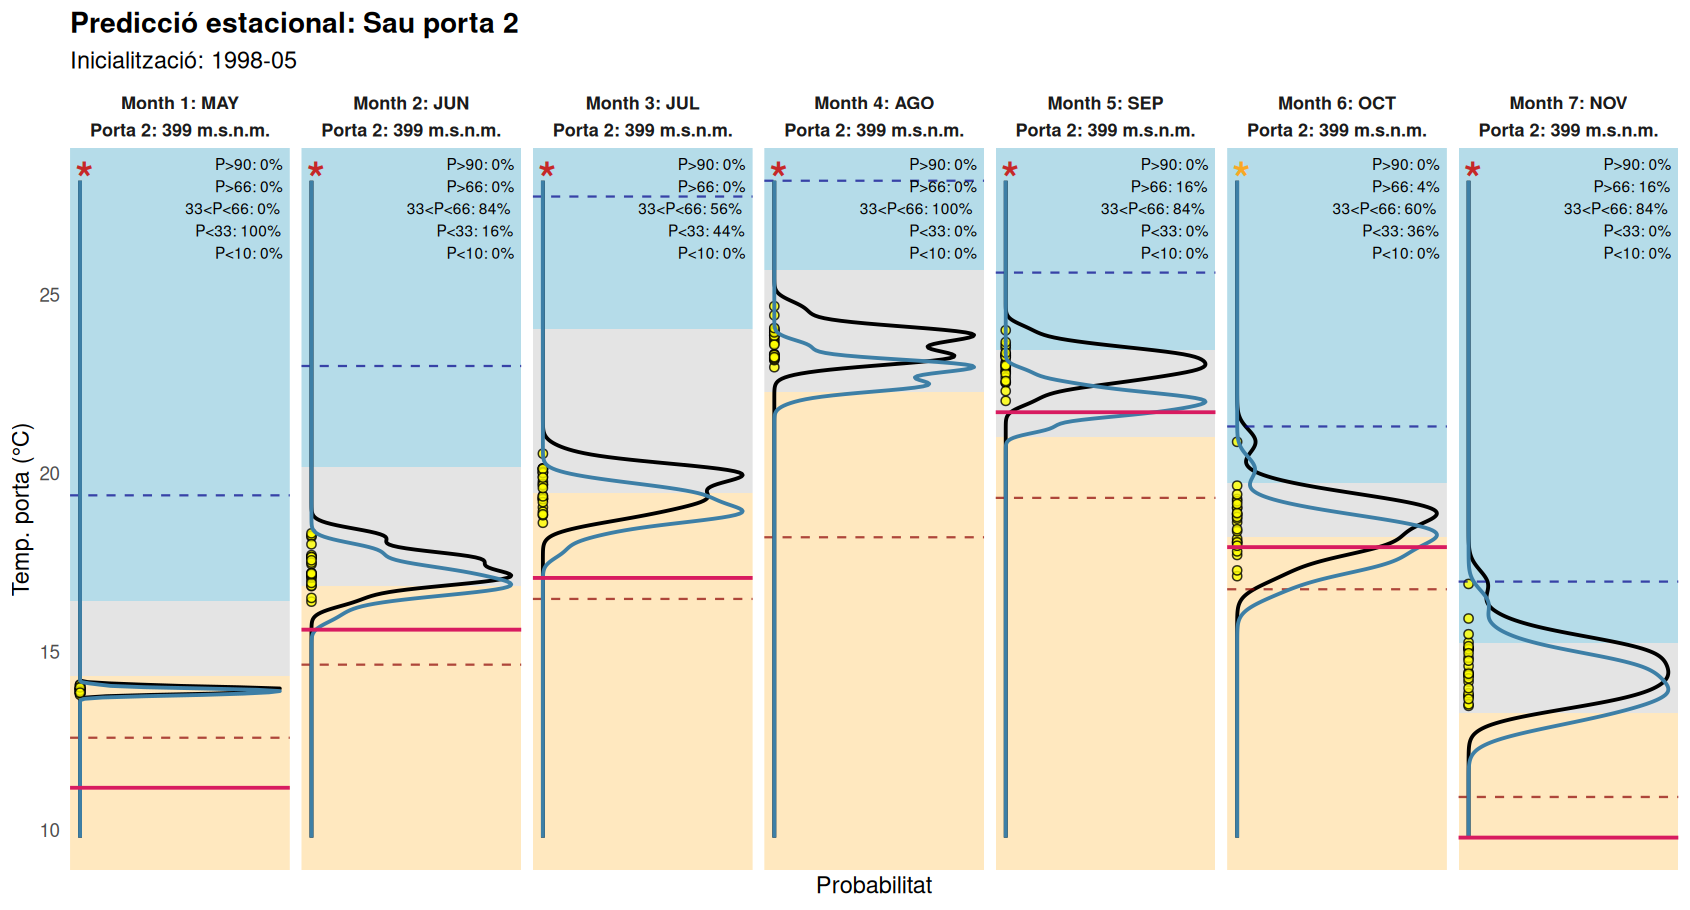 Predicció estacional: Sau porta 2
Inicialització: 1998-05
Month 1: MAY
Porta 2: 399 m.s.n.m.
Month 2: JUN
Porta 2: 399 m.s.n.m.
Month 3: JUL
Porta 2: 399 m.s.n.m.
Month 4: AGO
Porta 2: 399 m.s.n.m.
Month 5: SEP
Porta 2: 399 m.s.n.m.
Month 6: OCT
Porta 2: 399 m.s.n.m.
Month 7: NOV
Porta 2: 399 m.s.n.m.
*
P>90: 0%
P>66: 0%
33<P<66: 0%
P<33: 100%
P<10: 0%
*
P>90: 0%
P>66: 0%
33<P<66: 84%
P<33: 16%
P<10: 0%
*
P>90: 0%
P>66: 0%
33<P<66: 56%
P<33: 44%
P<10: 0%
*
P>90: 0%
P>66: 0%
33<P<66: 100%
P<33: 0%
P<10: 0%
*
P>90: 0%
P>66: 16%
33<P<66: 84%
P<33: 0%
P<10: 0%
*
P>90: 0%
P>66: 4%
33<P<66: 60%
P<33: 36%
P<10: 0%
*
P>90: 0%
P>66: 16%
33<P<66: 84%
P<33: 0%
P<10: 0%
Temp. porta (°C)
25
20
15
10
Probabilitat